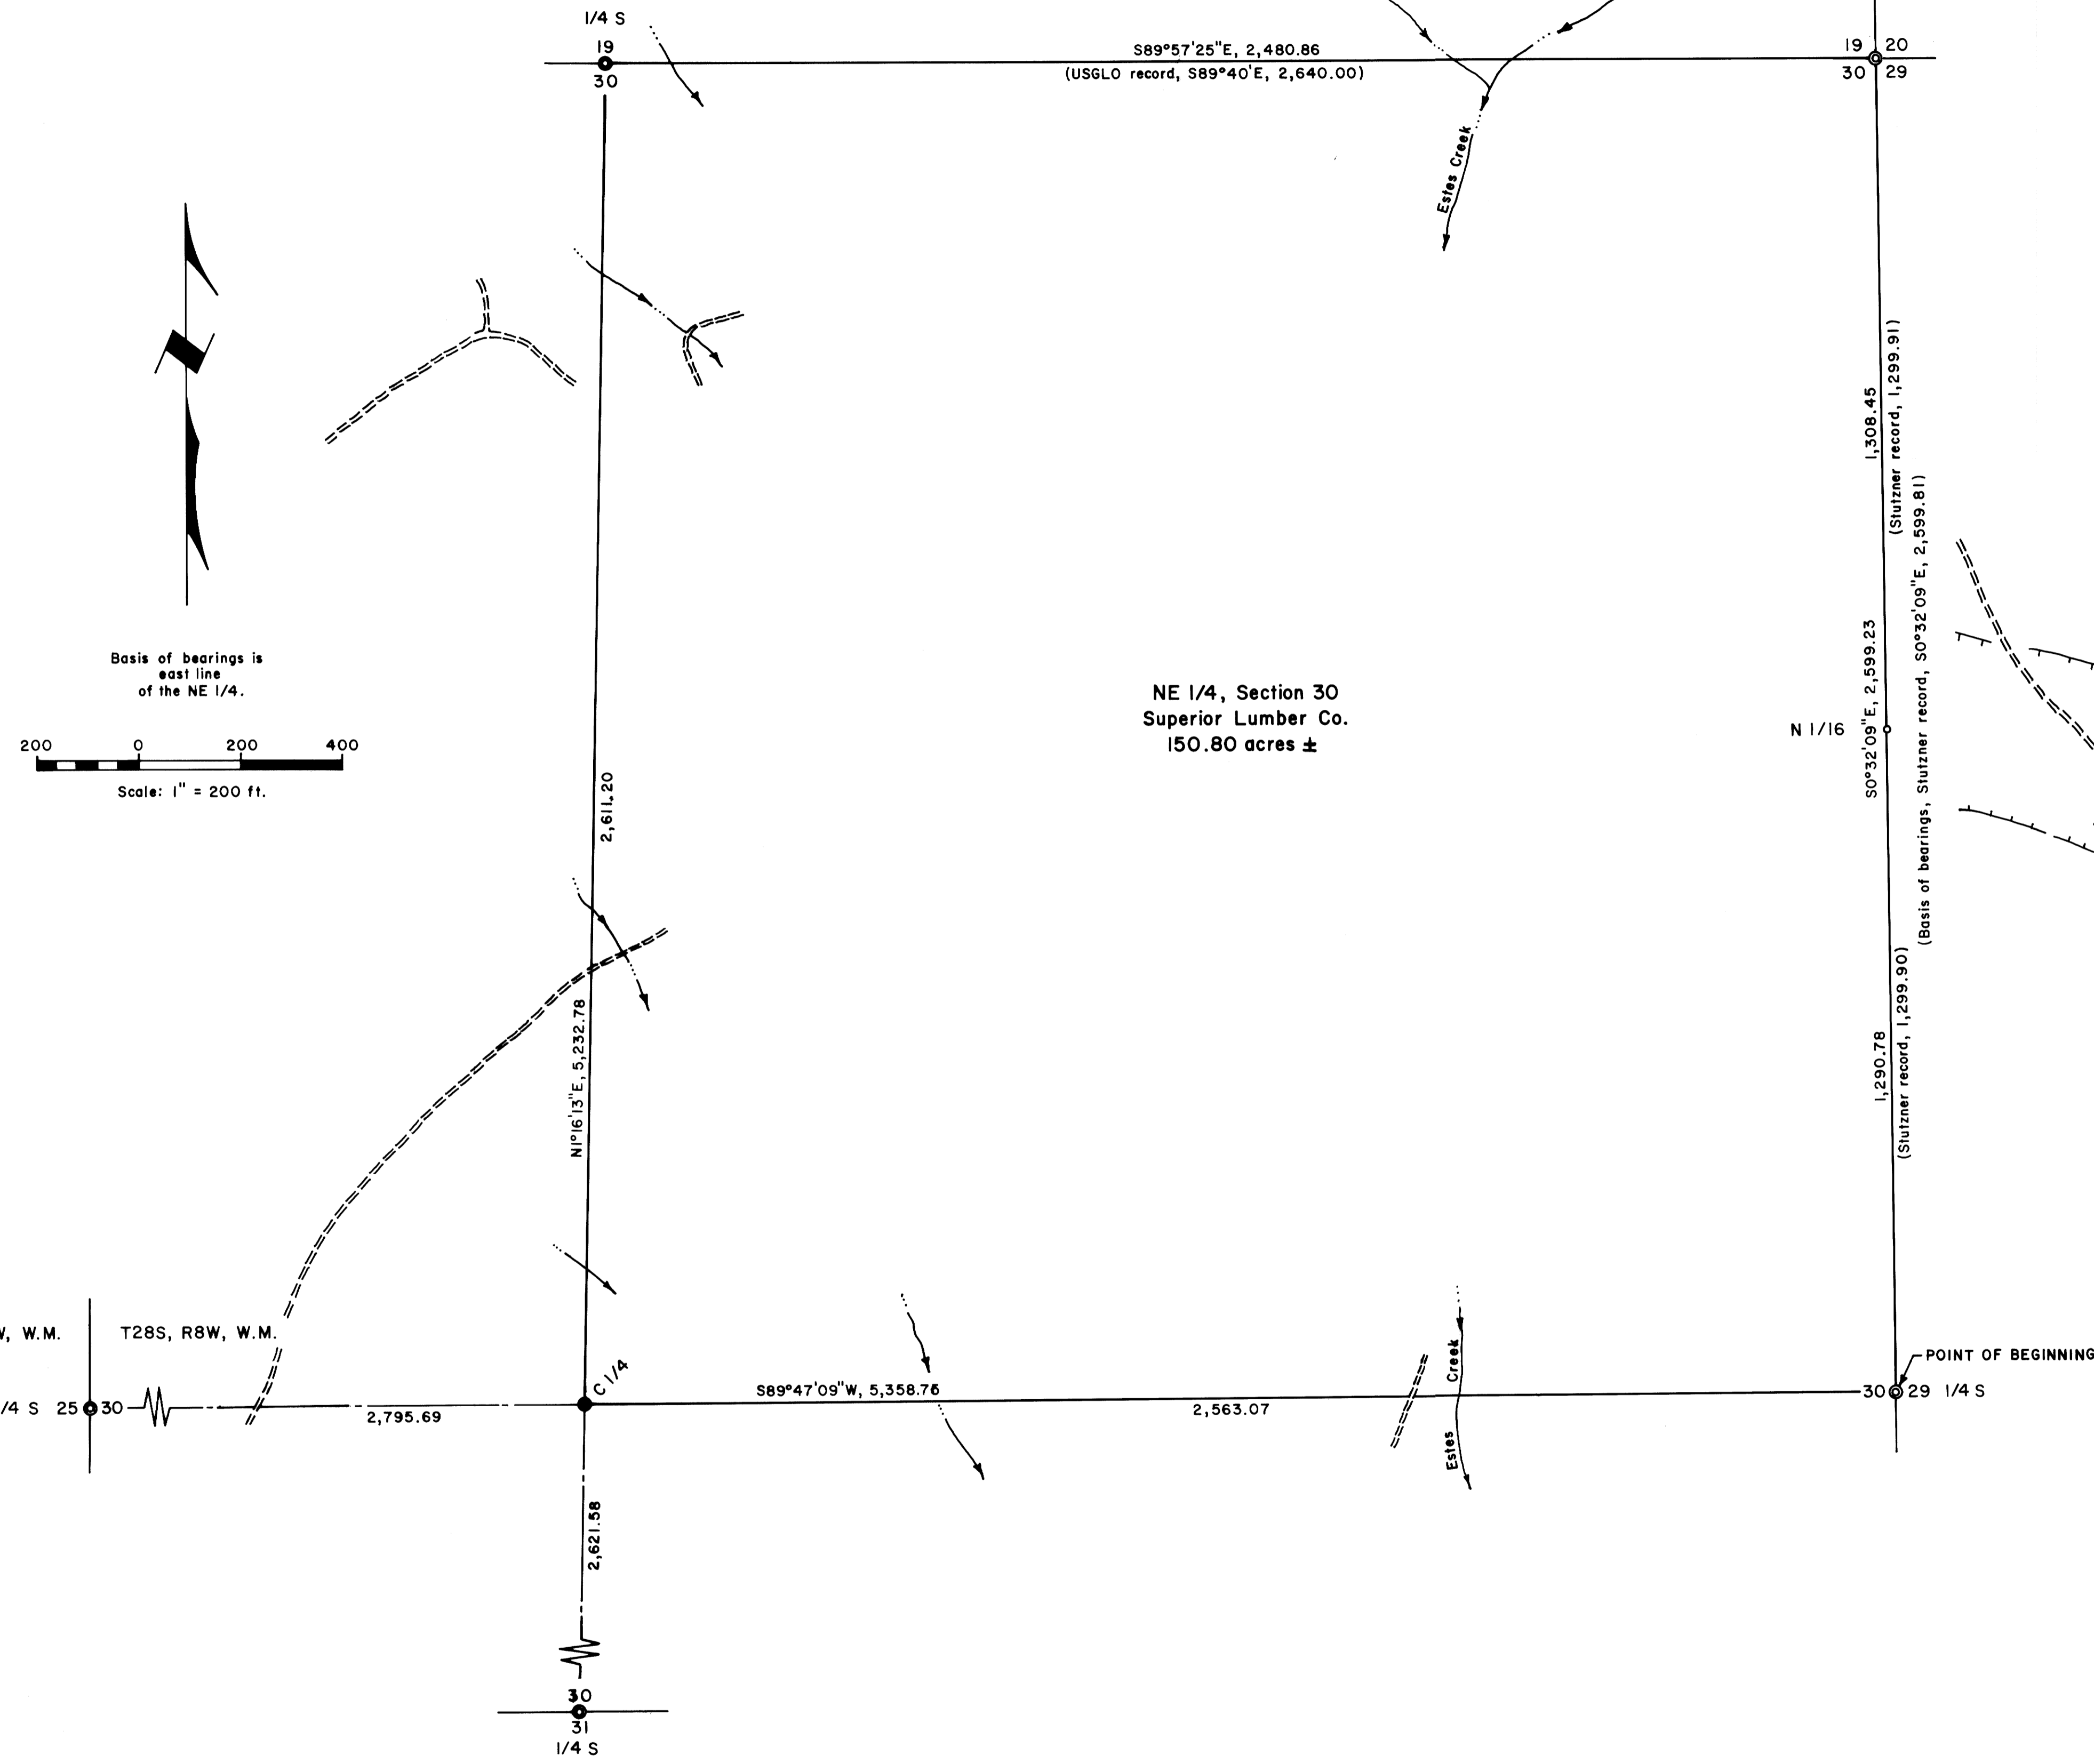 1/4 S
19
30
S89°57'25"E, 2,480.86
(USGLO record, S89°40'E, 2,640.00)
19 20
30 29
Estes Creek
1,308.45
(Stutzner record, 1,299.91)
Basis of bearings is
east line
of the NE 1/4.
200 0 200 400
Scale: 1" = 200 ft.
NE 1/4, Section 30
Superior Lumber Co.
150.80 acres ±
N 1/16
S0°32'09"E, 2,599.23
(Basis of bearings, Stutzner record, S0°32'09"E, 2,599.81)
2,611.20
N1°16'13"E, 5,232.78
1,290.78
(Stutzner record, 1,299.90)
W, W.M.
T28S, R8W, W.M.
C 1/4
S89°47'09"W, 5,358.76
2,563.07
Estes Creek
POINT OF BEGINNING
30 29 1/4 S
/4 S 25 30
2,795.69
2,621.58
30
31
1/4 S